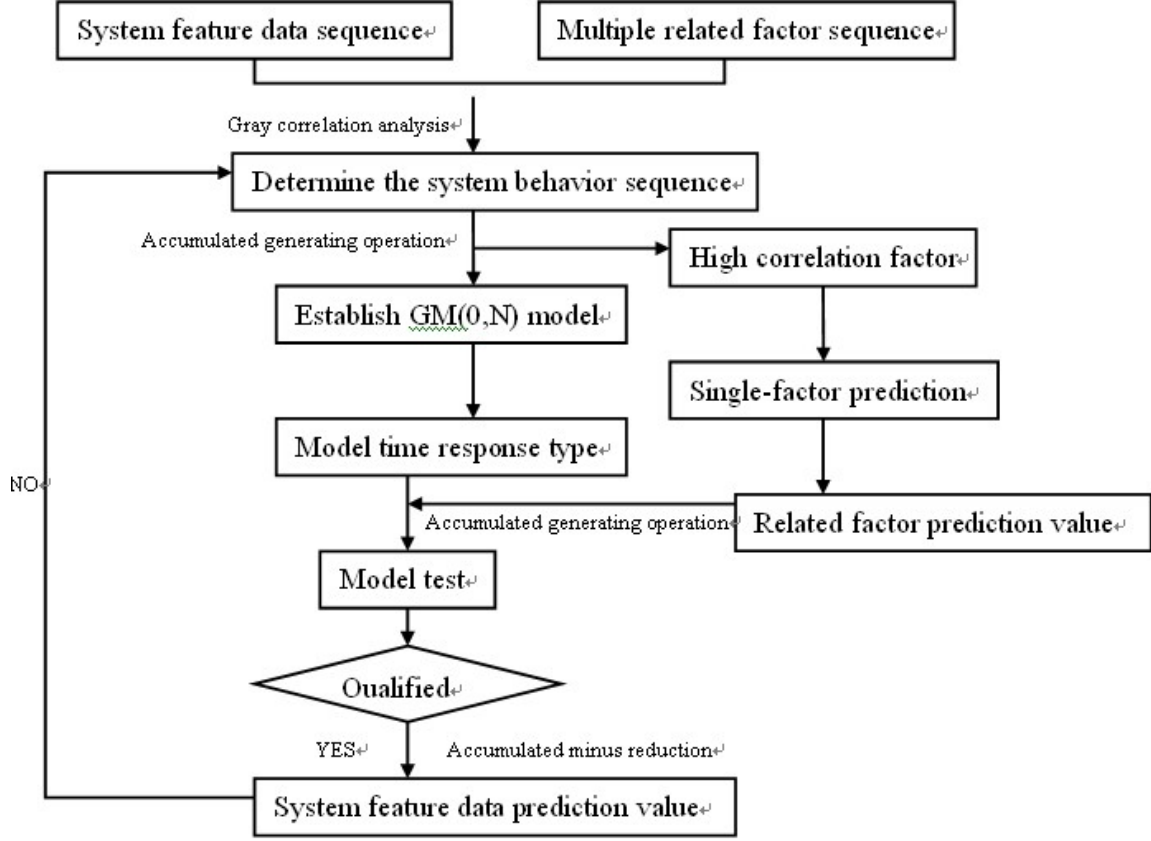 System feature data sequence↵
Multiple related factor sequence↵
Gray correlation analysis↵
Determine the system behavior sequence↵
Accumulated generating operation↵
High correlation factor↵
Establish GM(0,N) model↵
Single-factor prediction↵
Model time response type↵
NO↵
Accumulated generating operation↵
Related factor prediction value↵
Model test↵
Qualified↵
YES↵
Accumulated minus reduction↵
System feature data prediction value↵